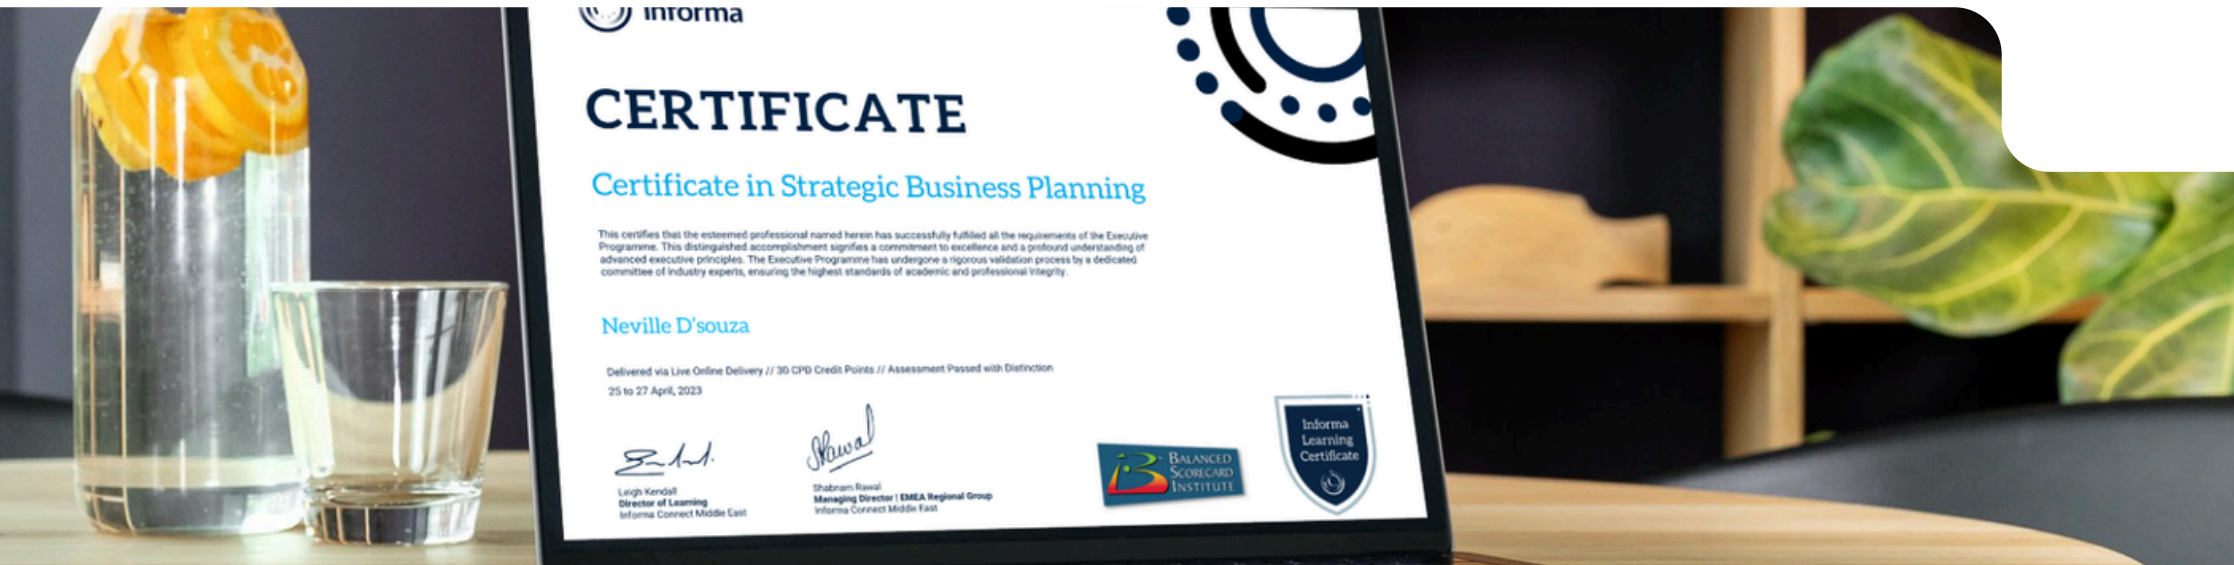 informa
CERTIFICATE
Certificate in Strategic Business Planning
This certifies that the esteemed professional named herein has successfully fulfilled all the requirements of the Executive
Programme. This distinguished accomplishment signifies a commitment to excellence and a profound understanding of
advanced executive principles. The Executive Programme has undergone a rigorous validation process by a dedicated
committee of industry experts, ensuring the highest standards of academic and professional integrity.
Neville D'souza
Delivered via Live Online Delivery // 30 CPD Credit Points // Assessment Passed with Distinction
25 to 27 April, 2023
Leigh Kendall
Director of Learning
Informa Connect Middle East
SRawal
Shabnam Rawal
Managing Director | EMEA Regional Group
Informa Connect Middle East
BALANCED
SCORECARD
INSTITUTE
Informa
Learning
Certificate